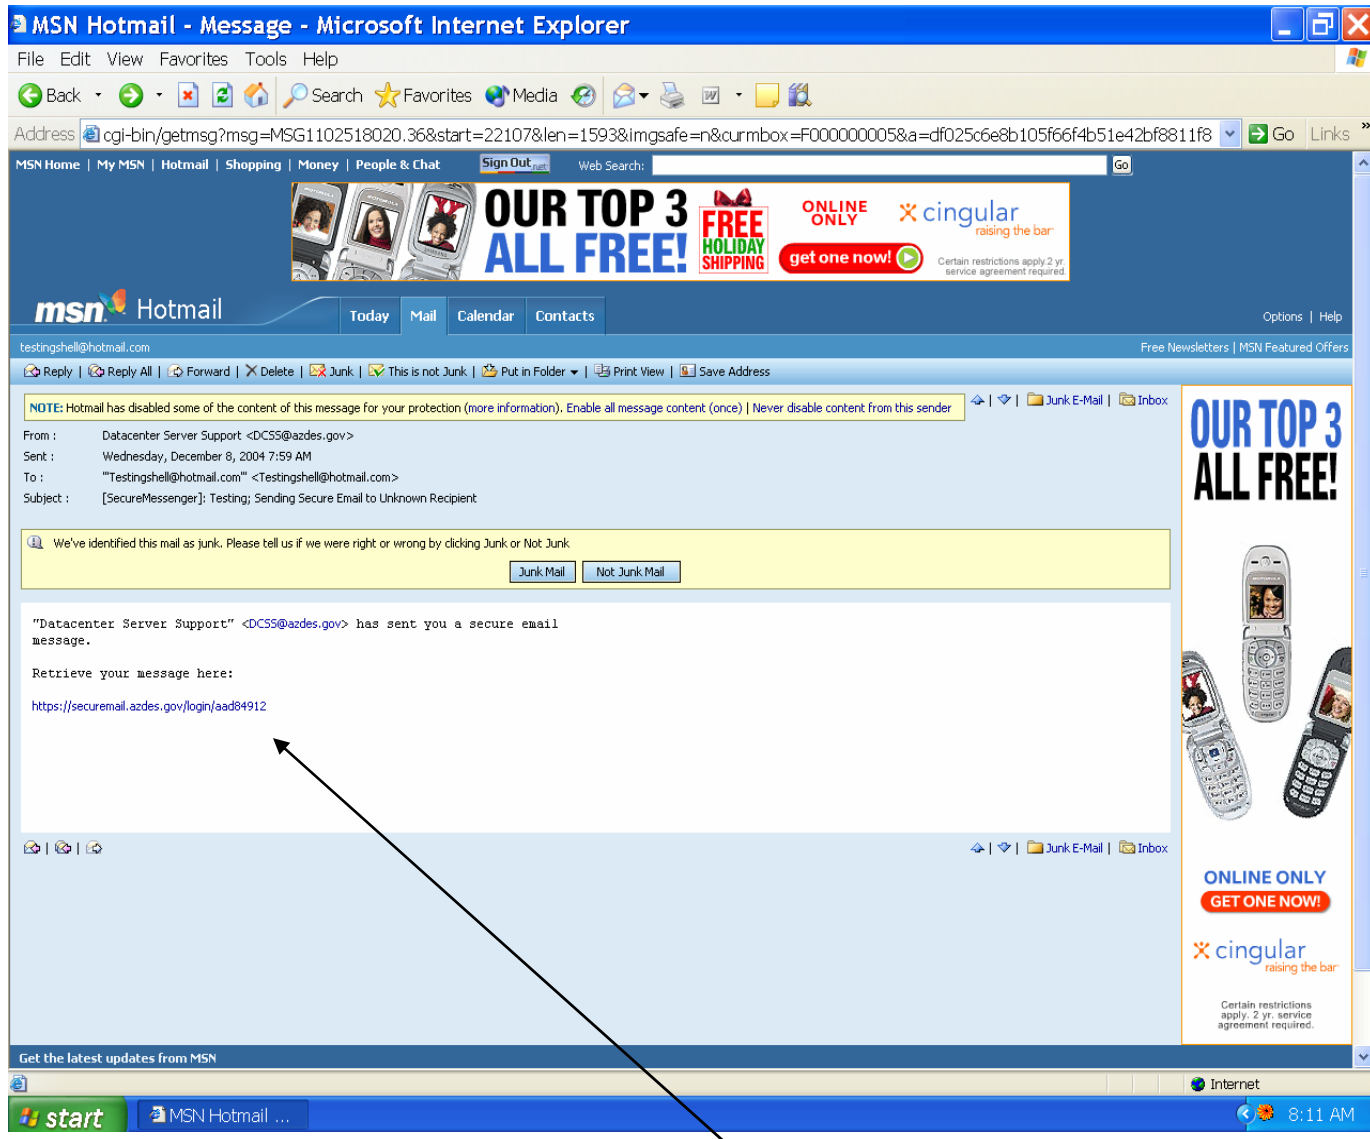 MSN Hotmail - Message - Microsoft Internet Explorer
File Edit View Favorites Tools Help
Back Search Favorites Media
Address cgi-bin/getmsg?msg=MSG1102518020.36&start=22107&len=1593&imgsafe=n&curmbox=F000000005&a=df025c6e8b105f66f4b51e42bf8811f8 Go Links »
MSN Home | My MSN | Hotmail | Shopping | Money | People & Chat Sign Out .net Web Search: Go
OUR TOP 3
ALL FREE!
FREE
HOLIDAY
SHIPPING
ONLINE
ONLY
get one now!
cingular
raising the bar
Certain restrictions apply. 2 yr.
service agreement required.
msn Hotmail Today Mail Calendar Contacts Options | Help
testingshell@hotmail.com Free Newsletters | MSN Featured Offers
Reply | Reply All | Forward | Delete | Junk | This is not Junk | Put in Folder | Print View | Save Address
NOTE: Hotmail has disabled some of the content of this message for your protection (more information). Enable all message content (once) | Never disable content from this sender | | Junk E-Mail | Inbox
From : Datacenter Server Support <DCSS@azdes.gov>
Sent : Wednesday, December 8, 2004 7:59 AM
To : "'Testingshell@hotmail.com'" <Testingshell@hotmail.com>
Subject : [SecureMessenger]: Testing; Sending Secure Email to Unknown Recipient
We've identified this mail as junk. Please tell us if we were right or wrong by clicking Junk or Not Junk
Junk Mail Not Junk Mail
"Datacenter Server Support" <DCSS@azdes.gov> has sent you a secure email
message.
Retrieve your message here:
https://securemail.azdes.gov/login/aad84912
| | | | Junk E-Mail | Inbox
OUR TOP 3
ALL FREE!
ONLINE ONLY
GET ONE NOW!
cingular
raising the bar
Certain restrictions
apply. 2 yr. service
agreement required.
Get the latest updates from MSN
Internet
start MSN Hotmail ... 8:11 AM